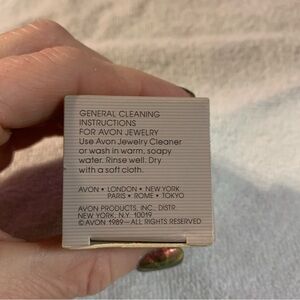 GENERAL CLEANING
INSTRUCTIONS
FOR AVON JEWELRY
Use Avon Jewelry Cleaner
or wash in warm, soapy
water. Rinse well. Dry
with a soft cloth.
AVON • LONDON • NEW YORK
PARIS • ROME • TOKYO
AVON PRODUCTS, INC., DISTR.
NEW YORK, N.Y. 10019
© AVON 1989—ALL RIGHTS RESERVED